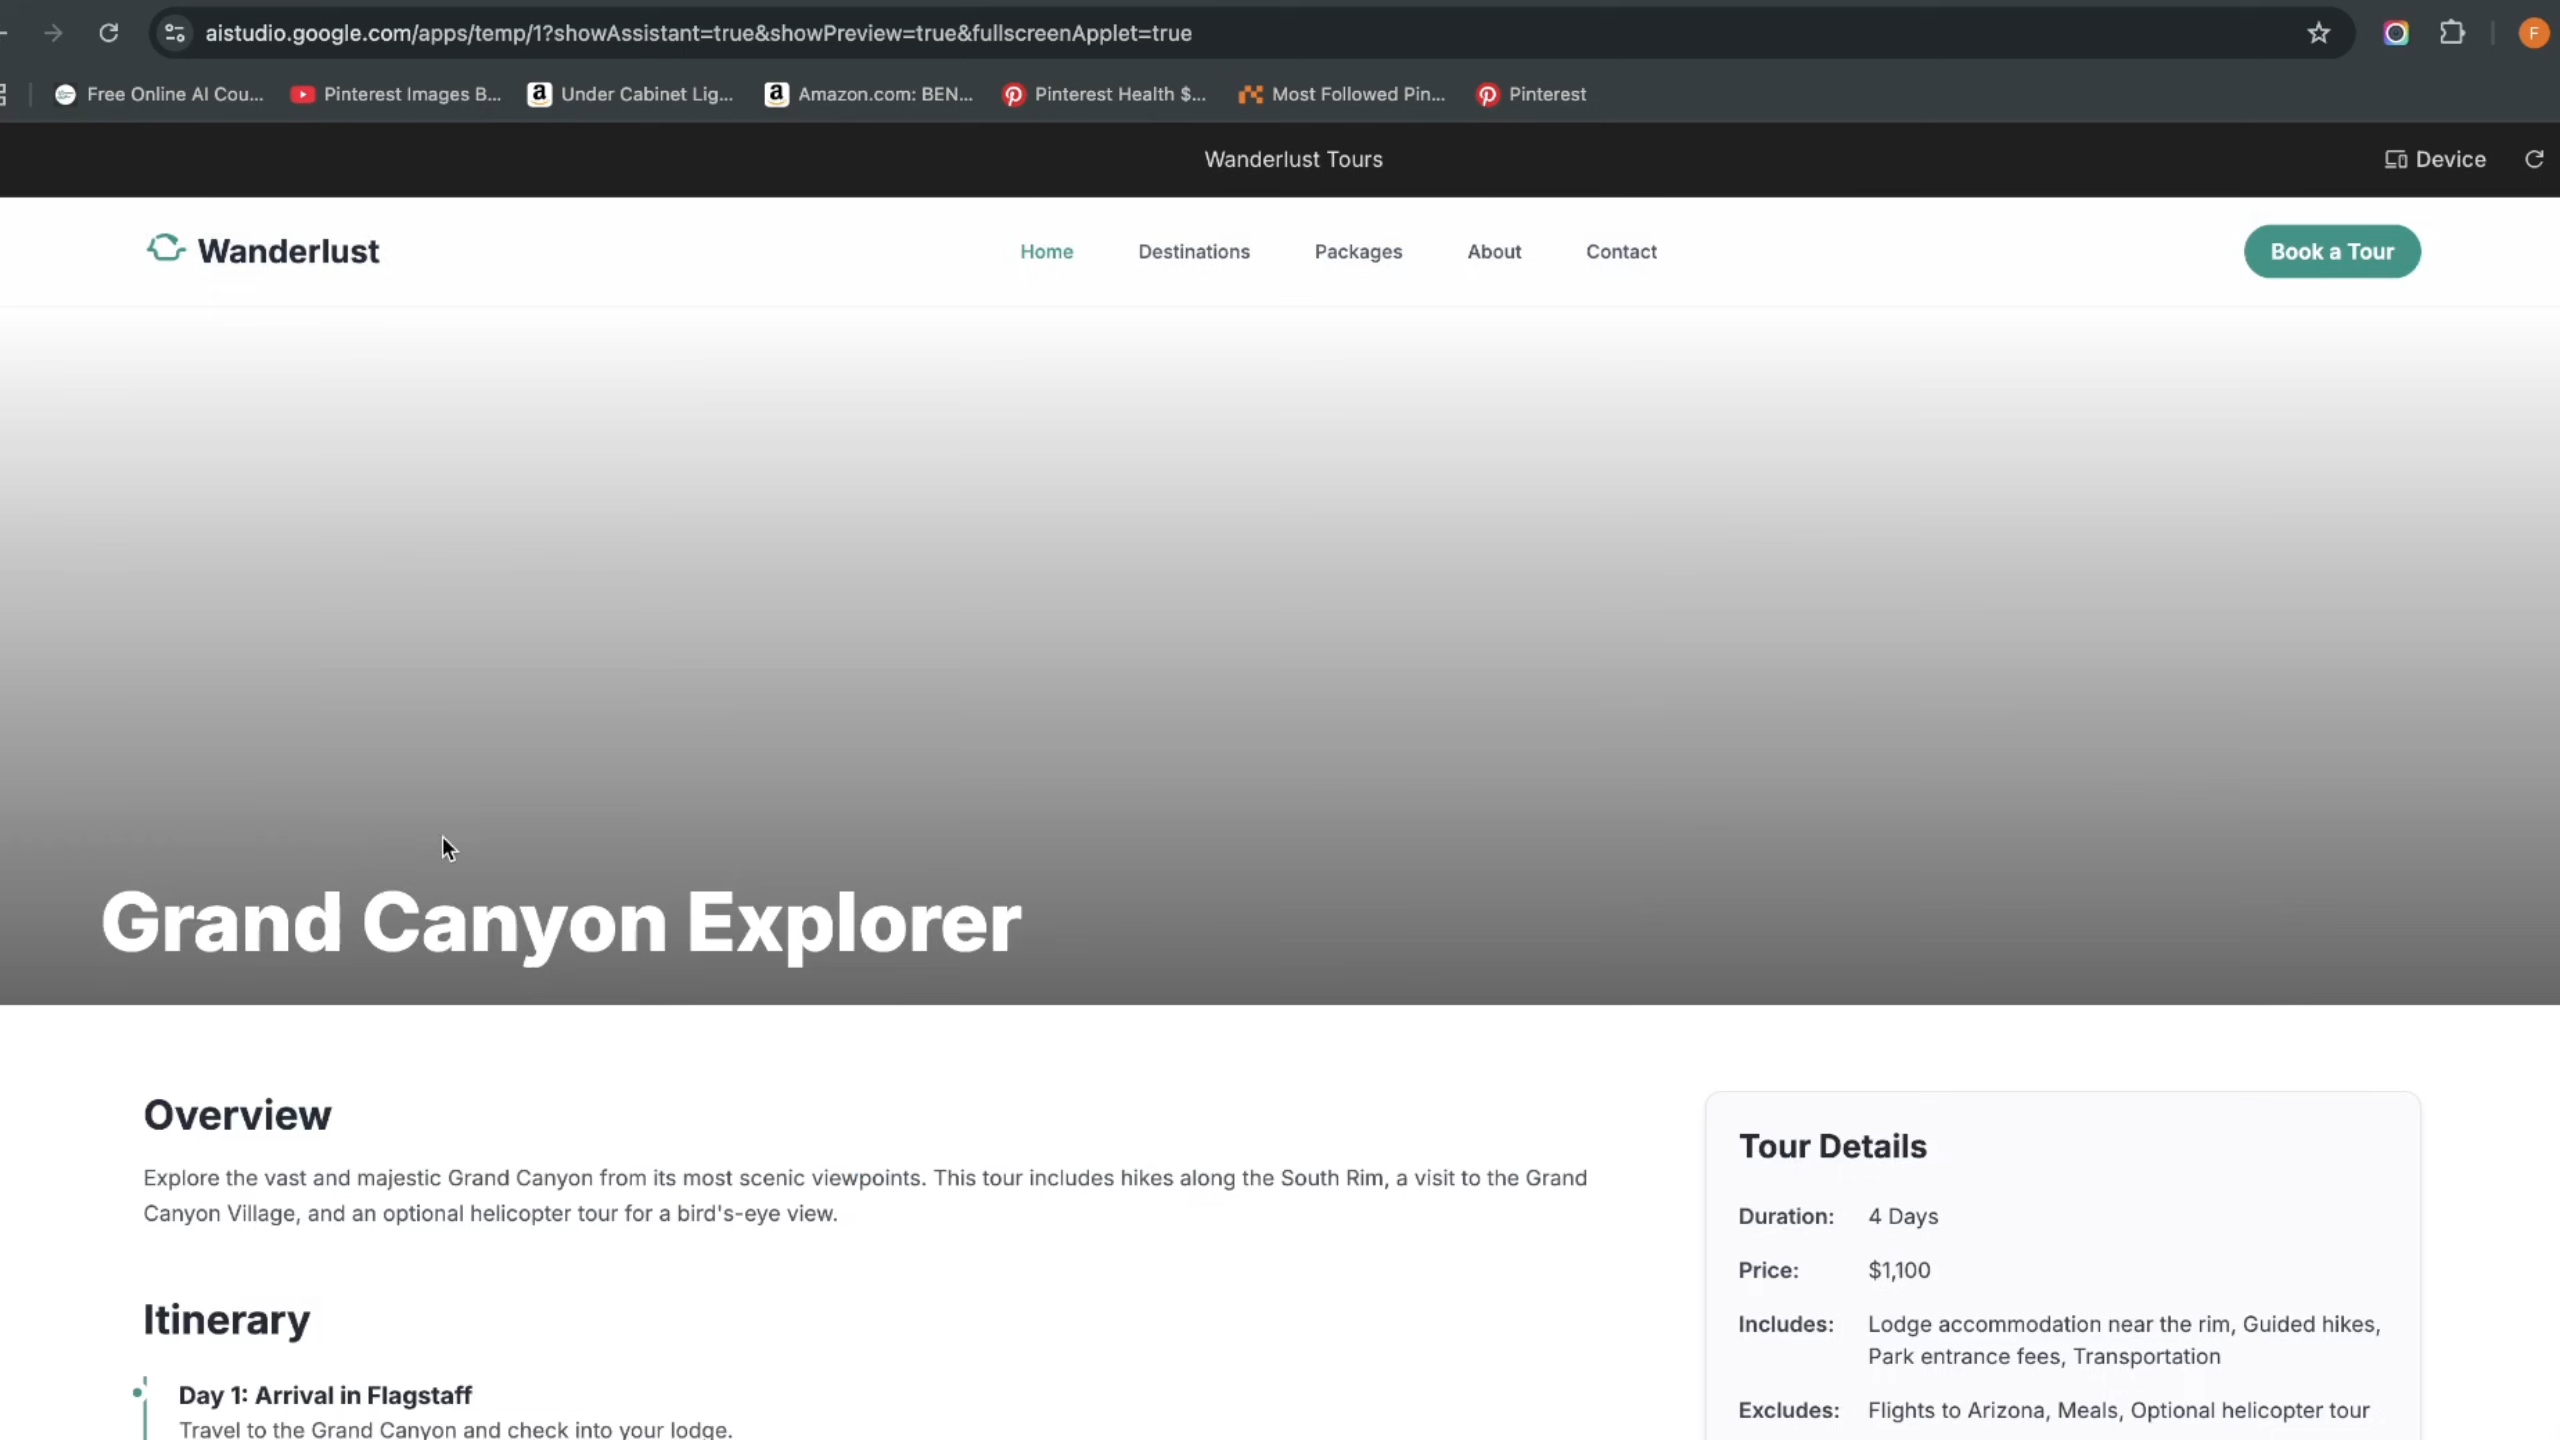 aistudio.google.com/apps/temp/1?showAssistant=true&showPreview=true&fullscreenApplet=true
F
Free Online AI Cou...
Pinterest Images B...
Under Cabinet Lig...
Amazon.com: BEN...
Pinterest Health $...
Most Followed Pin...
Pinterest
Wanderlust Tours
Device
Wanderlust
Home
Destinations
Packages
About
Contact
Book a Tour
Grand Canyon Explorer
Overview
Explore the vast and majestic Grand Canyon from its most scenic viewpoints. This tour includes hikes along the South Rim, a visit to the Grand
Canyon Village, and an optional helicopter tour for a bird's-eye view.
Itinerary
Day 1: Arrival in Flagstaff
Travel to the Grand Canyon and check into your lodge.
Tour Details
Duration: 4 Days
Price: $1,100
Includes: Lodge accommodation near the rim, Guided hikes,
Park entrance fees, Transportation
Excludes: Flights to Arizona, Meals, Optional helicopter tour